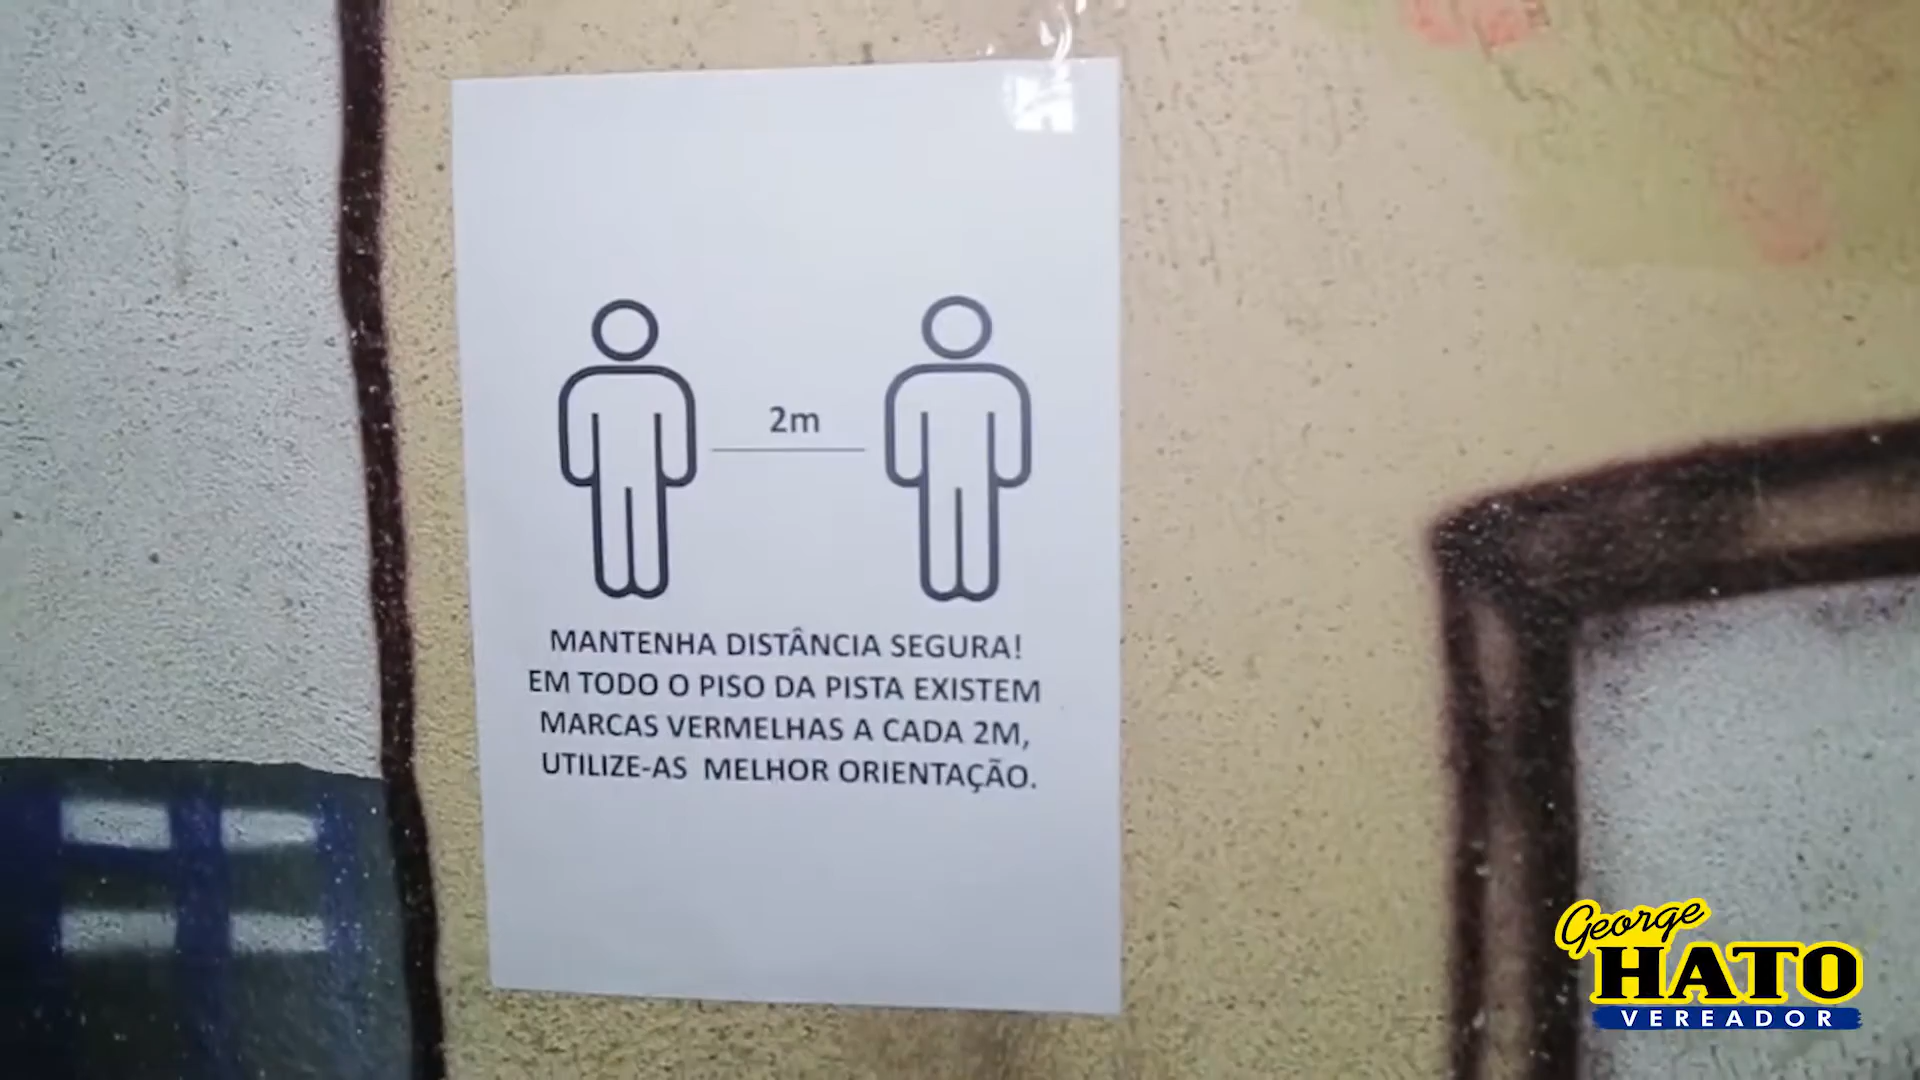 2m
MANTENHA DISTÂNCIA SEGURA!
EM TODO O PISO DA PISTA EXISTEM
MARCAS VERMELHAS A CADA 2M,
UTILIZE-AS MELHOR ORIENTAÇÃO.
George
HATO
VEREADOR